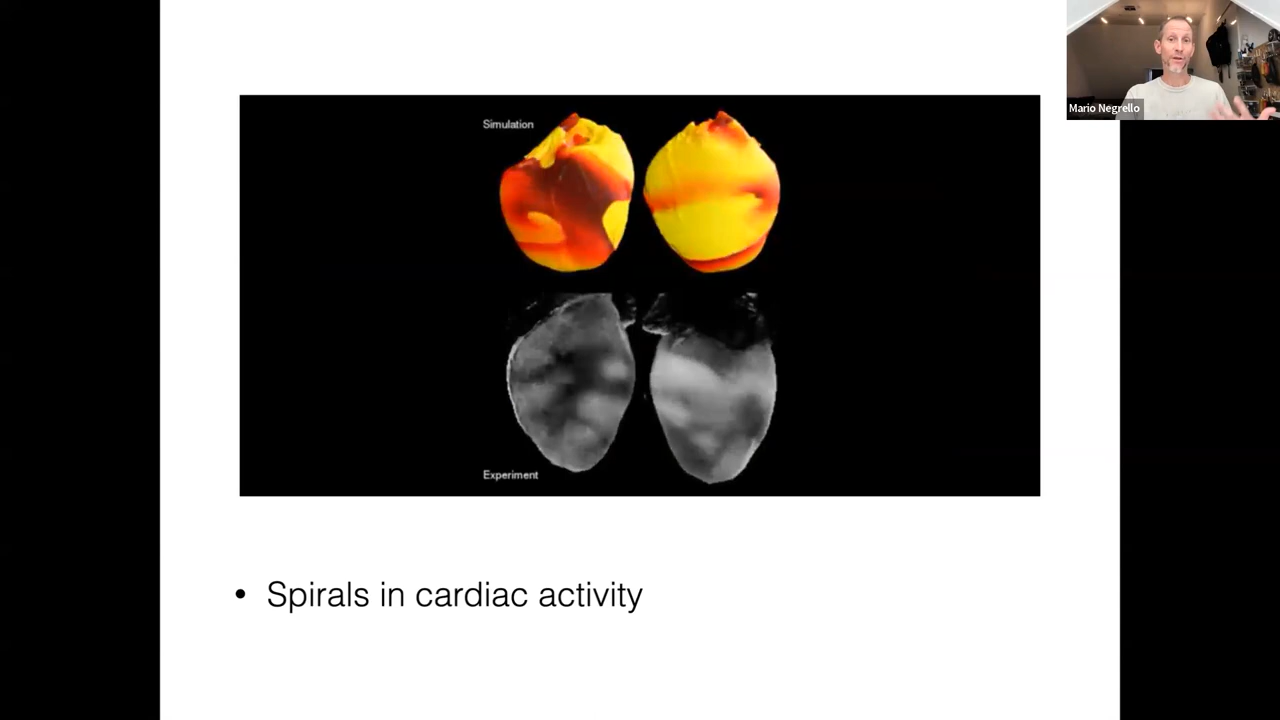 Mario Negrello
Simulation
Experiment
• Spirals in cardiac activity